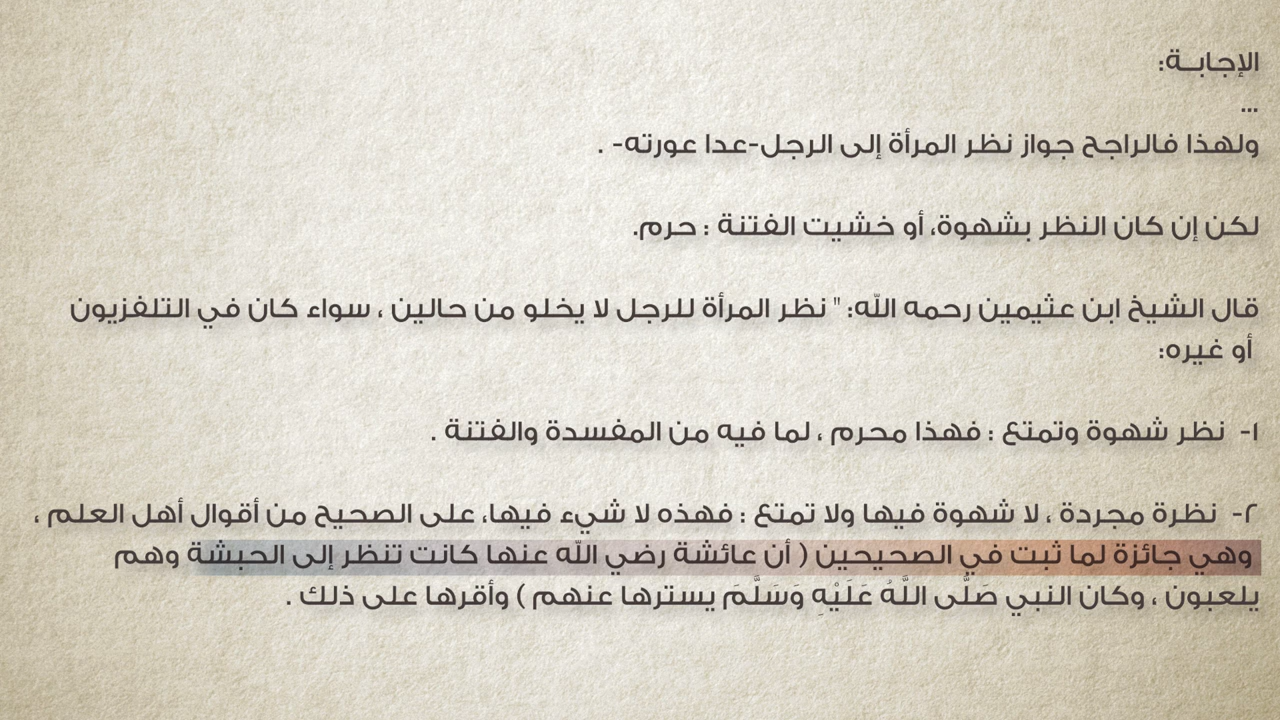 الإجابــة:
...
ولهذا فالراجح جواز نظر المرأة إلى الرجل-عدا عورته- .
لكن إن كان النظر بشهوة، أو خشيت الفتنة : حرم.
قال الشيخ ابن عثيمين رحمه الله: " نظر المرأة للرجل لا يخلو من حالين ، سواء كان في التلفزيون
أو غيره:
١- نظر شهوة وتمتع : فهذا محرم ، لما فيه من المفسدة والفتنة .
٢- نظرة مجردة ، لا شهوة فيها ولا تمتع : فهذه لا شيء فيها، على الصحيح من أقوال أهل العلم ،
وهي جائزة لما ثبت في الصحيحين ( أن عائشة رضي الله عنها كانت تنظر إلى الحبشة وهم
يلعبون ، وكان النبي صَلَّى اللَّهُ عَلَيْهِ وَسَلَّمَ يسترها عنهم ) وأقرها على ذلك .